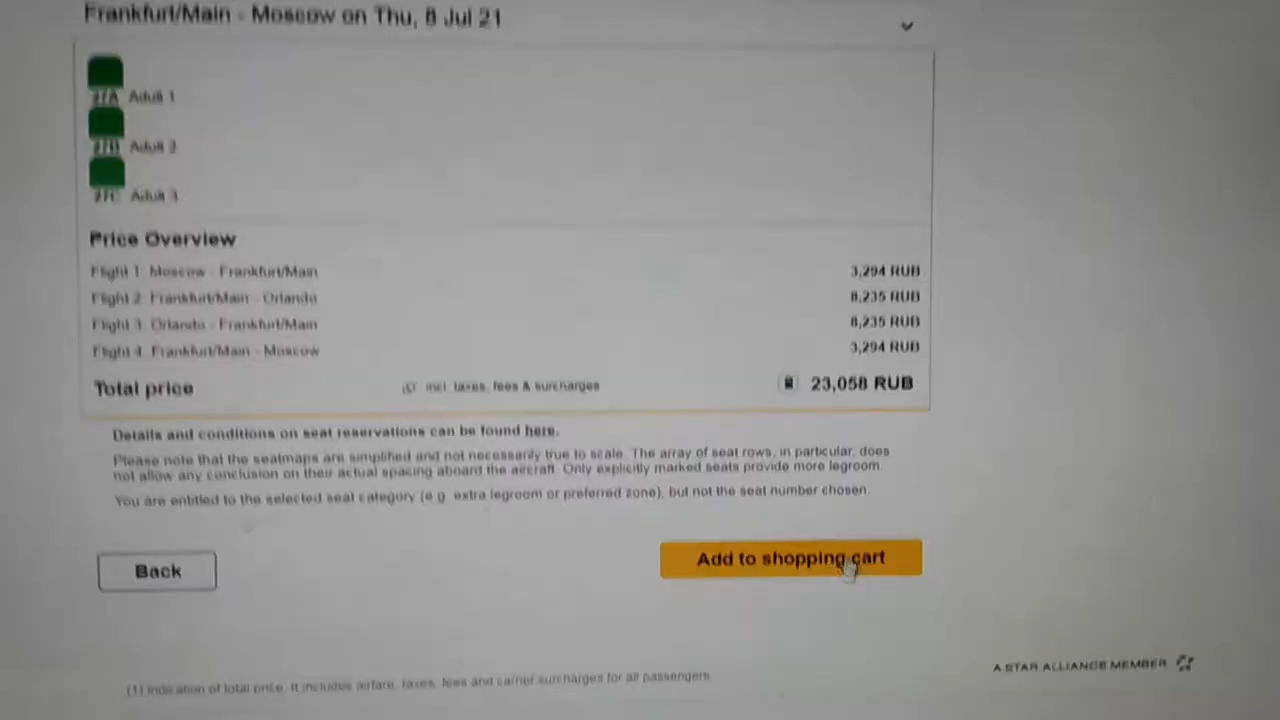 Frankfurt/Main - Moscow on Thu, 8 Jul 21
Adult 1
Adult 2
Adult 3
Price Overview
Flight 1: Moscow - Frankfurt/Main 3,294 RUB
Flight 2: Frankfurt/Main - Orlando 8,235 RUB
Flight 3: Orlando - Frankfurt/Main 8,235 RUB
Flight 4: Frankfurt/Main - Moscow 3,294 RUB
Total price incl. taxes, fees & surcharges 23,058 RUB
Details and conditions on seat reservations can be found here.
Please note that the seatmaps are simplified and not necessarily true to scale. The array of seat rows, in particular, does
not allow any conclusion on their actual spacing aboard the aircraft. Only explicitly marked seats provide more legroom.
You are entitled to the selected seat category (e.g. extra legroom or preferred zone), but not the seat number chosen.
Back
Add to shopping cart
A STAR ALLIANCE MEMBER
(1) Indication of total price. It includes airfare, taxes, fees and carrier surcharges for all passengers.